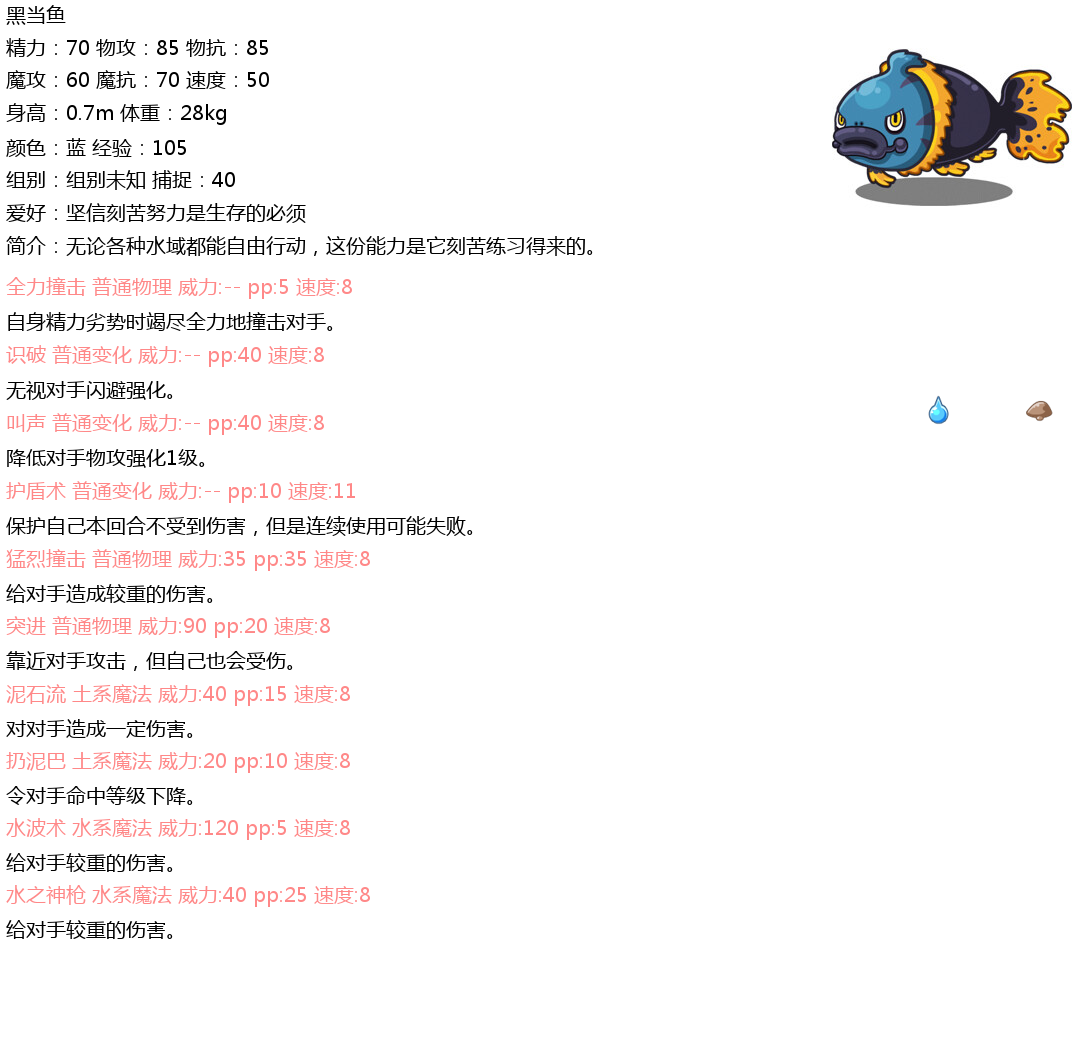 黑当鱼
精力：70 物攻：85 物抗：85
魔攻：60 魔抗：70 速度：50
身高：0.7m 体重：28kg
颜色：蓝 经验：105
组别：组别未知 捕捉：40
爱好：坚信刻苦努力是生存的必须
简介：无论各种水域都能自由行动，这份能力是它刻苦练习得来的。
全力撞击 普通物理 威力:-- pp:5 速度:8
自身精力劣势时竭尽全力地撞击对手。
识破 普通变化 威力:-- pp:40 速度:8
无视对手闪避强化。
叫声 普通变化 威力:-- pp:40 速度:8
降低对手物攻强化1级。
护盾术 普通变化 威力:-- pp:10 速度:11
保护自己本回合不受到伤害，但是连续使用可能失败。
猛烈撞击 普通物理 威力:35 pp:35 速度:8
给对手造成较重的伤害。
突进 普通物理 威力:90 pp:20 速度:8
靠近对手攻击，但自己也会受伤。
泥石流 土系魔法 威力:40 pp:15 速度:8
对对手造成一定伤害。
扔泥巴 土系魔法 威力:20 pp:10 速度:8
令对手命中等级下降。
水波术 水系魔法 威力:120 pp:5 速度:8
给对手较重的伤害。
水之神枪 水系魔法 威力:40 pp:25 速度:8
给对手较重的伤害。